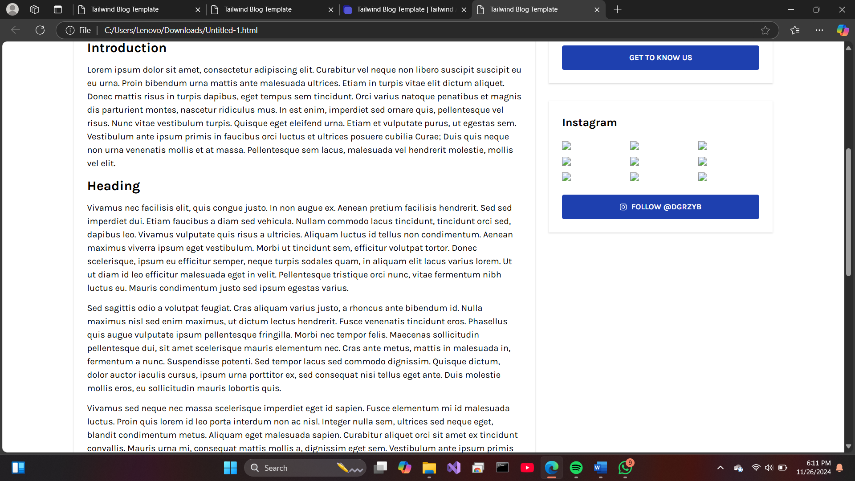 Tailwind Blog Template
Tailwind Blog Template
Tailwind Blog Template | Tailwind
Tailwind Blog Template
File
C:/Users/Lenovo/Downloads/Untitled-1.html
Introduction
Lorem ipsum dolor sit amet, consectetur adipiscing elit. Curabitur vel neque non libero suscipit suscipit eu
eu urna. Proin bibendum urna mattis ante malesuada ultrices. Etiam in turpis vitae elit dictum aliquet.
Donec mattis risus in turpis dapibus, eget tempus sem tincidunt. Orci varius natoque penatibus et magnis
dis parturient montes, nascetur ridiculus mus. In est enim, imperdiet sed ornare quis, pellentesque vel
risus. Nunc vitae vestibulum turpis. Quisque eget eleifend urna. Etiam et vulputate purus, ut egestas sem.
Vestibulum ante ipsum primis in faucibus orci luctus et ultrices posuere cubilia Curae; Duis quis neque
non urna venenatis mollis et at massa. Pellentesque sem lacus, malesuada vel hendrerit molestie, mollis
vel elit.
Heading
Vivamus nec facilisis elit, quis congue justo. In non augue ex. Aenean pretium facilisis hendrerit. Sed sed
imperdiet dui. Etiam faucibus a diam sed vehicula. Nullam commodo lacus tincidunt, tincidunt orci sed,
dapibus leo. Vivamus vulputate quis risus a ultricies. Aliquam luctus id tellus non condimentum. Aenean
maximus viverra ipsum eget vestibulum. Morbi ut tincidunt sem, efficitur volutpat tortor. Donec
scelerisque, ipsum eu efficitur semper, neque turpis sodales quam, in aliquam elit lacus varius lorem. Ut
ut diam id leo efficitur malesuada eget in velit. Pellentesque tristique orci nunc, vitae fermentum nibh
luctus eu. Mauris condimentum justo sed ipsum egestas varius.
Sed sagittis odio a volutpat feugiat. Cras aliquam varius justo, a rhoncus ante bibendum id. Nulla
maximus nisl sed enim maximus, ut dictum lectus hendrerit. Fusce venenatis tincidunt eros. Phasellus
quis augue vulputate ipsum pellentesque fringilla. Morbi nec tempor felis. Maecenas sollicitudin
pellentesque dui, sit amet scelerisque mauris elementum nec. Cras ante metus, mattis in malesuada in,
fermentum a nunc. Suspendisse potenti. Sed tempor lacus sed commodo dignissim. Quisque dictum,
dolor auctor iaculis cursus, ipsum urna porttitor ex, sed consequat nisi tellus eget ante. Duis molestie
mollis eros, eu sollicitudin mauris lobortis quis.
Vivamus sed neque nec massa scelerisque imperdiet eget id sapien. Fusce elementum mi id malesuada
luctus. Proin quis lorem id leo porta interdum non ac nisl. Integer nulla sem, ultrices sed neque eget,
blandit condimentum metus. Aliquam eget malesuada sapien. Curabitur aliquet orci sit amet ex tincidunt
convallis. Mauris urna mi, consequat mattis mollis a, dignissim eget sem. Vestibulum ante ipsum primis
GET TO KNOW US
Instagram
FOLLOW @DGRZYB
Search
6:11 PM
11/26/2024